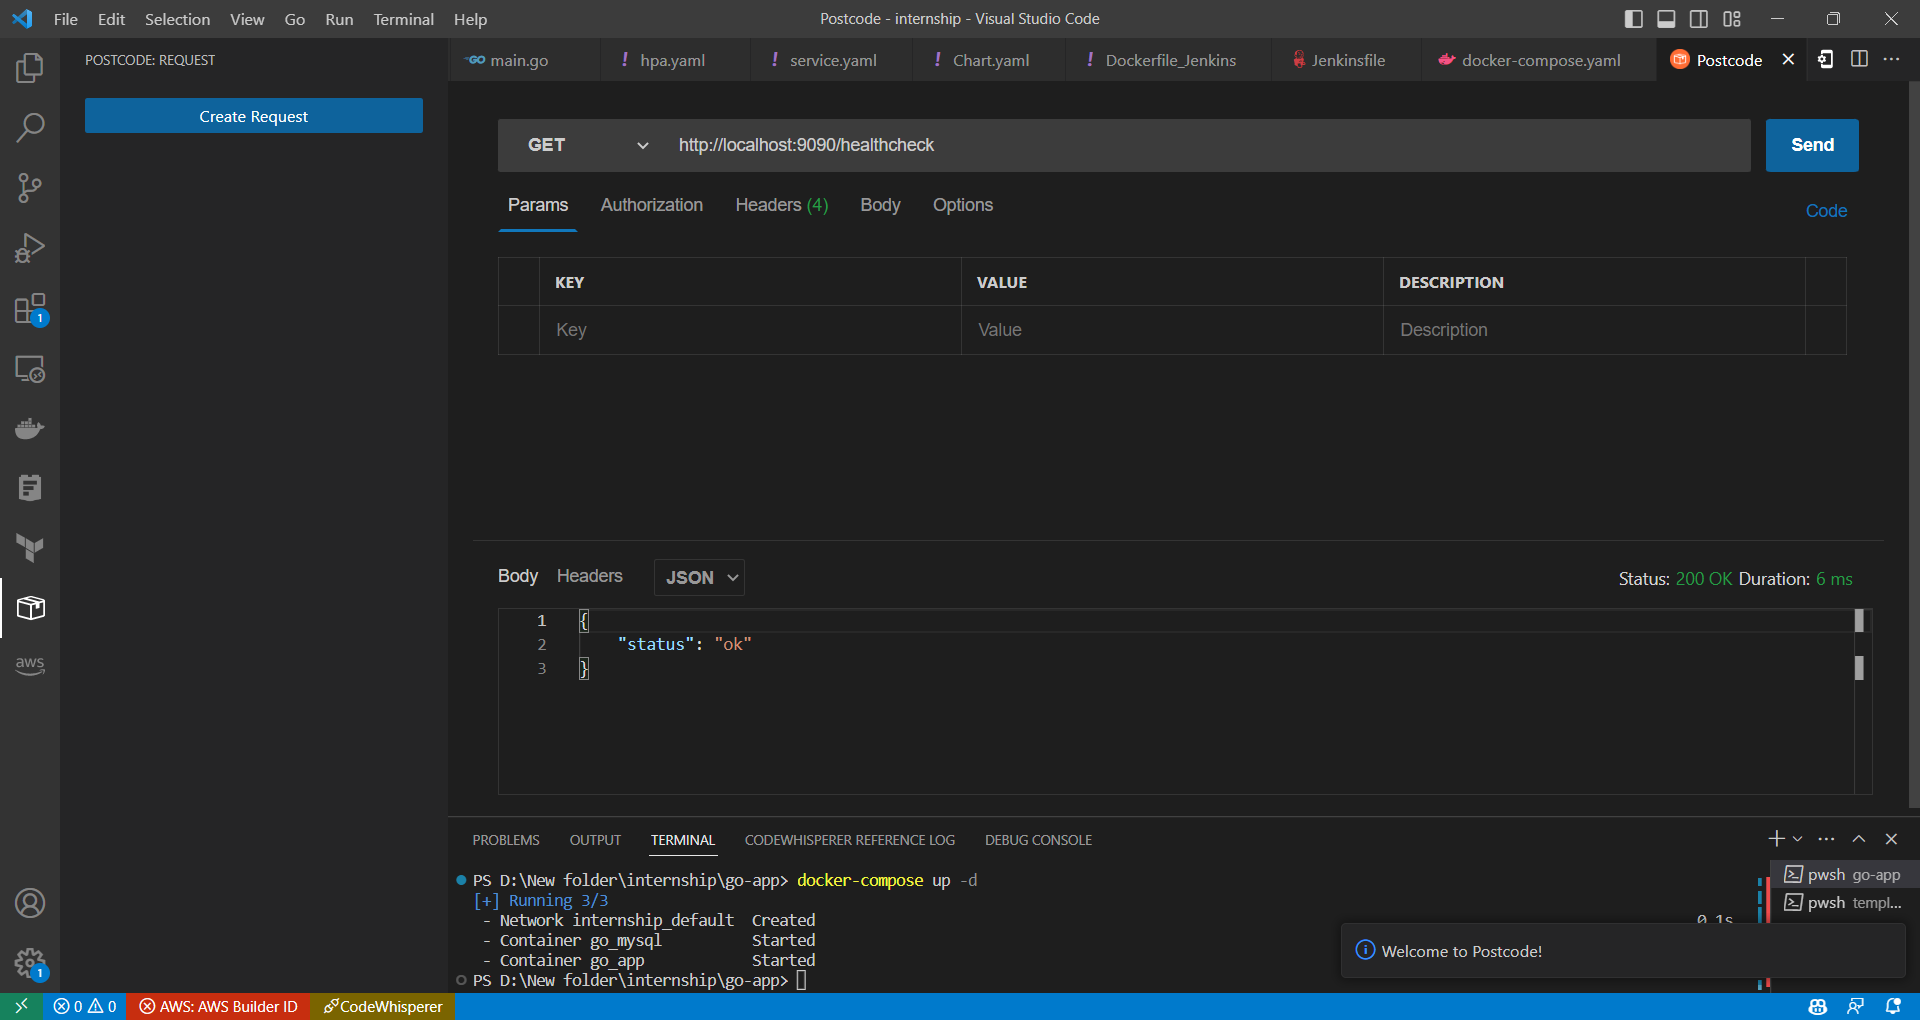 File Edit Selection View Go Run Terminal Help
Postcode - internship - Visual Studio Code
POSTCODE: REQUEST
Create Request
main.go
! hpa.yaml
! service.yaml
! Chart.yaml
! Dockerfile_Jenkins
Jenkinsfile
docker-compose.yaml
Postcode
GET http://localhost:9090/healthcheck Send
Params Authorization Headers (4) Body Options Code
KEY VALUE DESCRIPTION
Key Value Description
Body Headers JSON Status: 200 OK Duration: 6 ms
1 {
2 "status": "ok"
3 }
1
aws
1
PROBLEMS OUTPUT TERMINAL CODEWHISPERER REFERENCE LOG DEBUG CONSOLE
PS D:\New folder\internship\go-app> docker-compose up -d
[+] Running 3/3
- Network internship_default Created 0.1s
- Container go_mysql Started
- Container go_app Started
PS D:\New folder\internship\go-app>
pwsh go-app
pwsh templ...
Welcome to Postcode!
0 0 AWS: AWS Builder ID CodeWhisperer